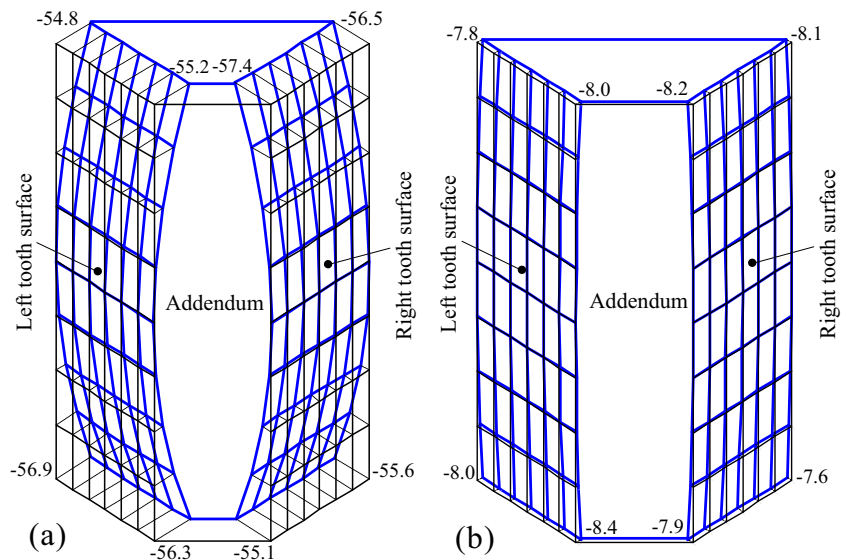 -54.8
-56.5
-55.2 -57.4
Left tooth surface
Addendum
Right tooth surface
-56.9
-55.6
-56.3
-55.1
(a)
-7.8
-8.1
-8.0
-8.2
Left tooth surface
Addendum
Right tooth surface
-8.0
-7.6
-8.4
-7.9
(b)